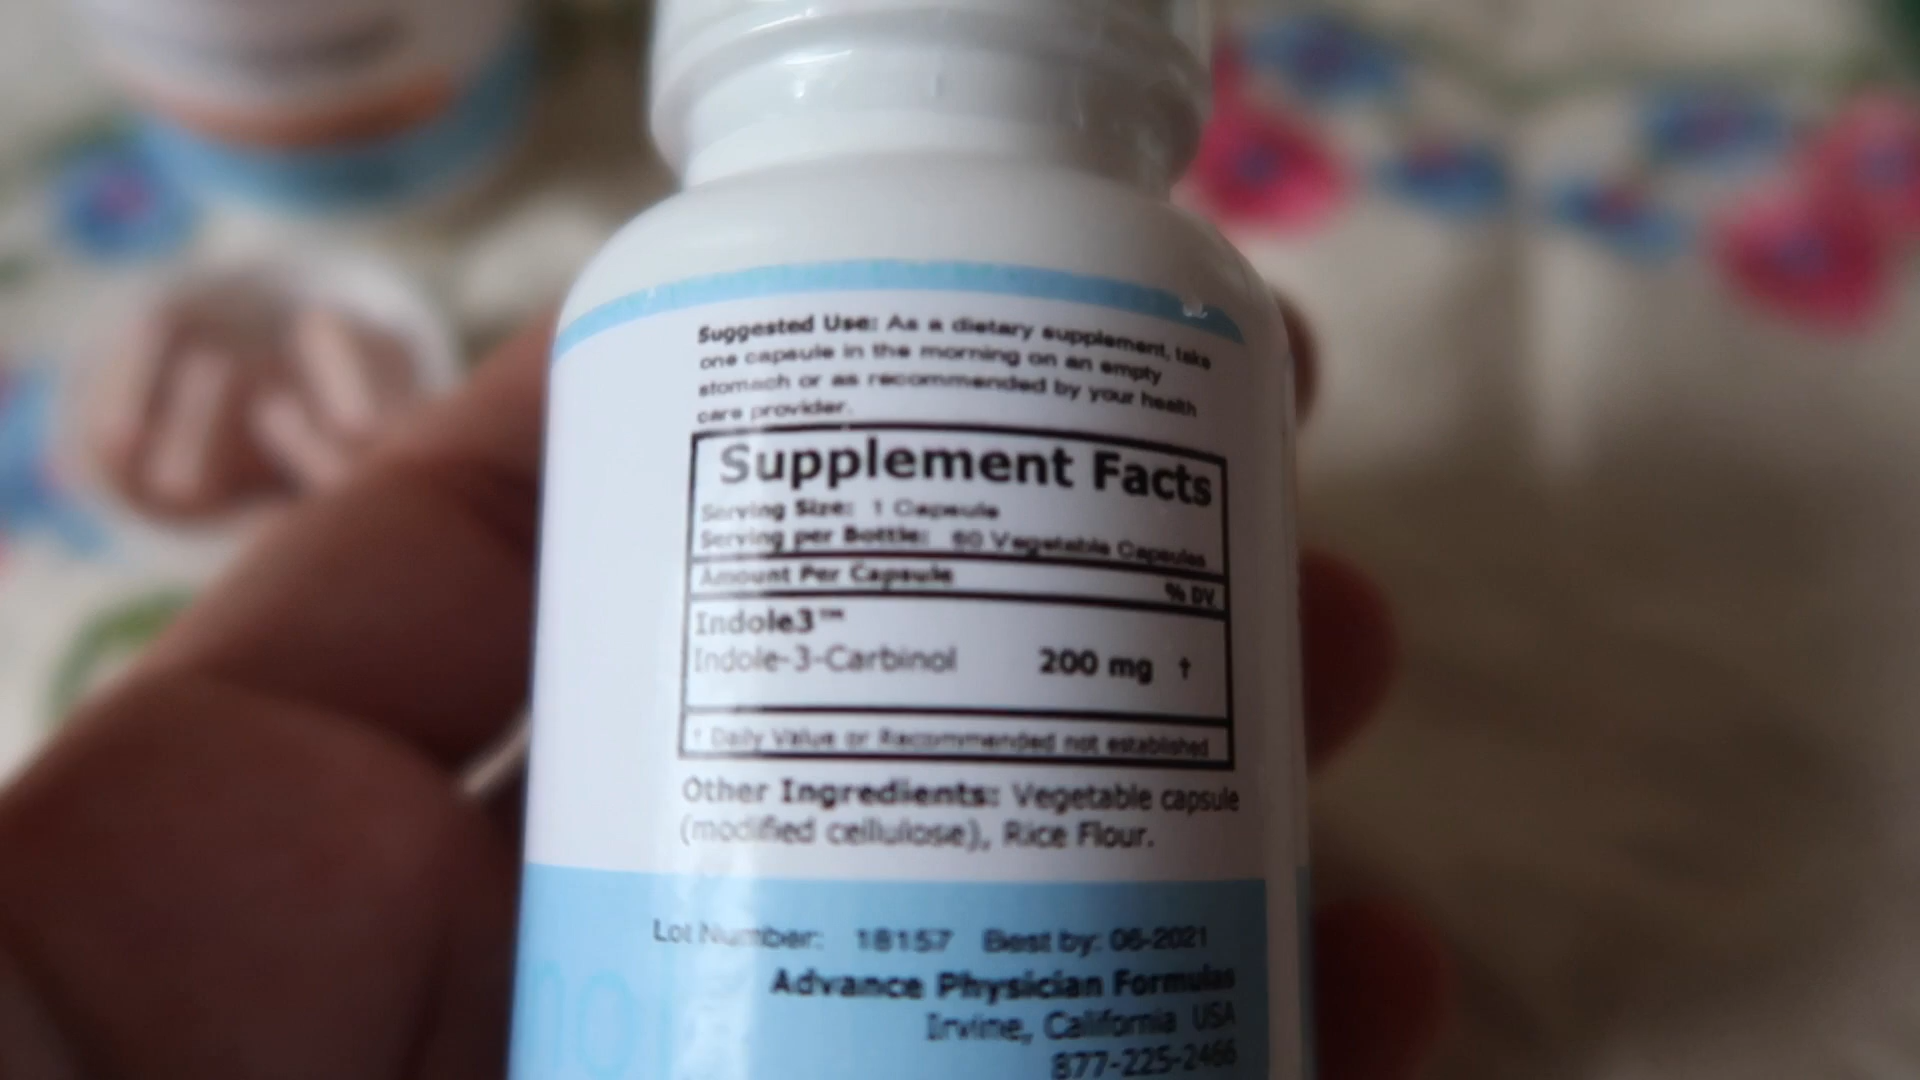 Suggested Use: As a dietary supplement, take
one capsule in the morning on an empty
stomach or as recommended by your health
care provider.
Supplement Facts
Serving Size: 1 Capsule
Serving per Bottle: 60 Vegetable Capsules
Amount Per Capsule
% DV
Indole3™
Indole-3-Carbinol 200 mg †
† Daily Value or Recommended not established
Other Ingredients: Vegetable capsule
(modified cellulose), Rice Flour.
Lot Number: 18157 Best by: 06-2021
Advance Physician Formulas
Irvine, California USA
877-225-2466